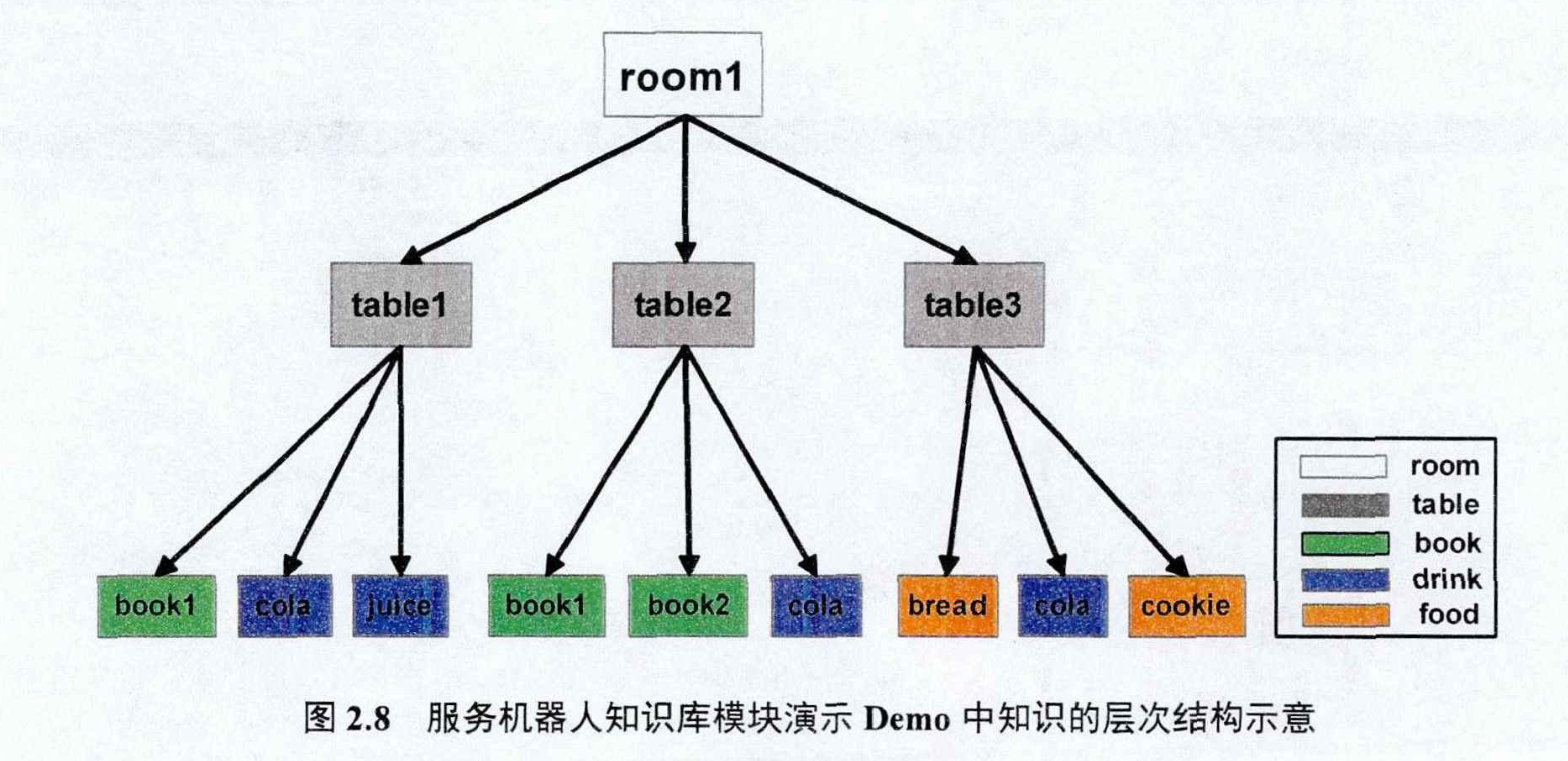 room1
table1 table2 table3
book1 cola juice book1 book2 cola bread cola cookie
room
table
book
drink
food
图 2.8 服务机器人知识库模块演示 Demo 中知识的层次结构示意